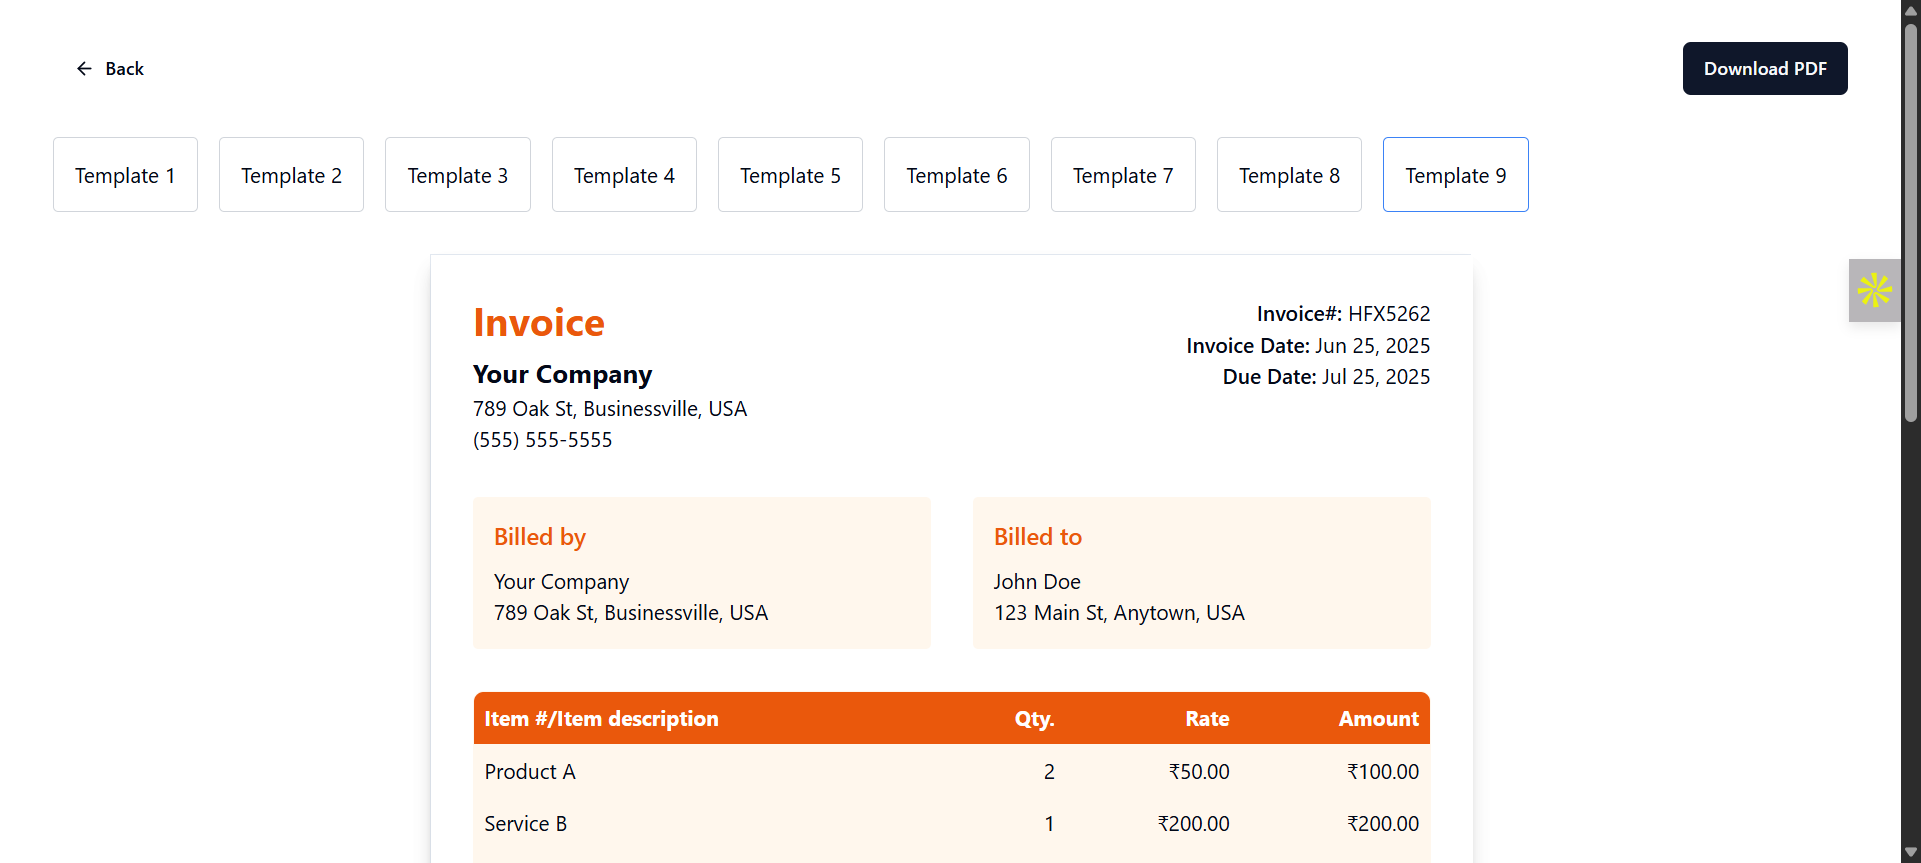 Back
Download PDF
Template 1
Template 2
Template 3
Template 4
Template 5
Template 6
Template 7
Template 8
Template 9
Invoice
Your Company
789 Oak St, Businessville, USA
(555) 555-5555
Invoice#: HFX5262
Invoice Date: Jun 25, 2025
Due Date: Jul 25, 2025
Billed by
Your Company
789 Oak St, Businessville, USA
Billed to
John Doe
123 Main St, Anytown, USA
Item #/Item description Qty. Rate Amount
Product A 2 ₹50.00 ₹100.00
Service B 1 ₹200.00 ₹200.00